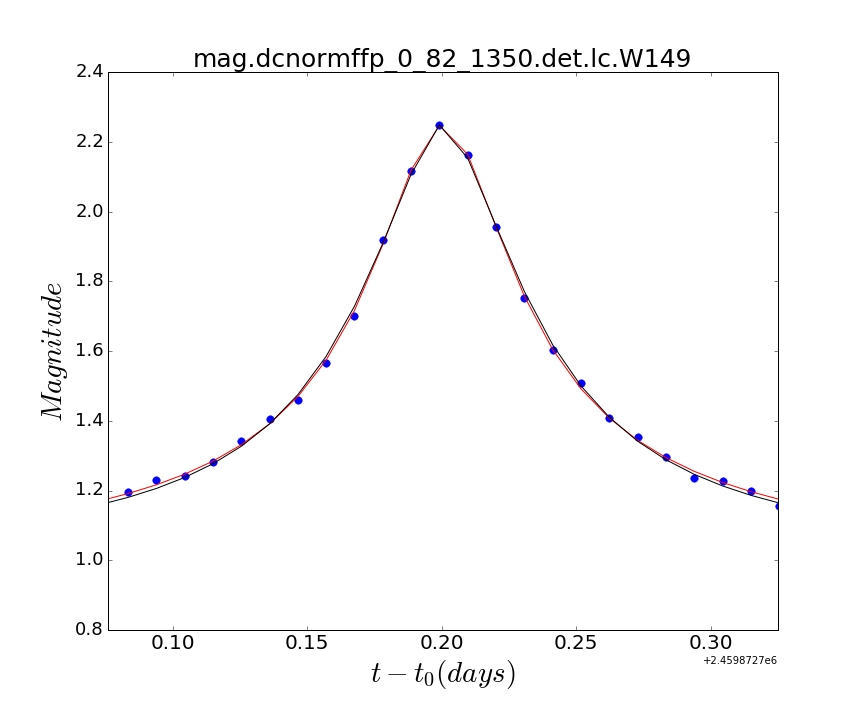 mag.dcnormffp_0_82_1350.det.lc.W149
2.4
2.2
2.0
1.8
1.6
1.4
1.2
1.0
0.8
Magnitude
0.10 0.15 0.20 0.25 0.30
+2.4598727e6
t − t₀(days)